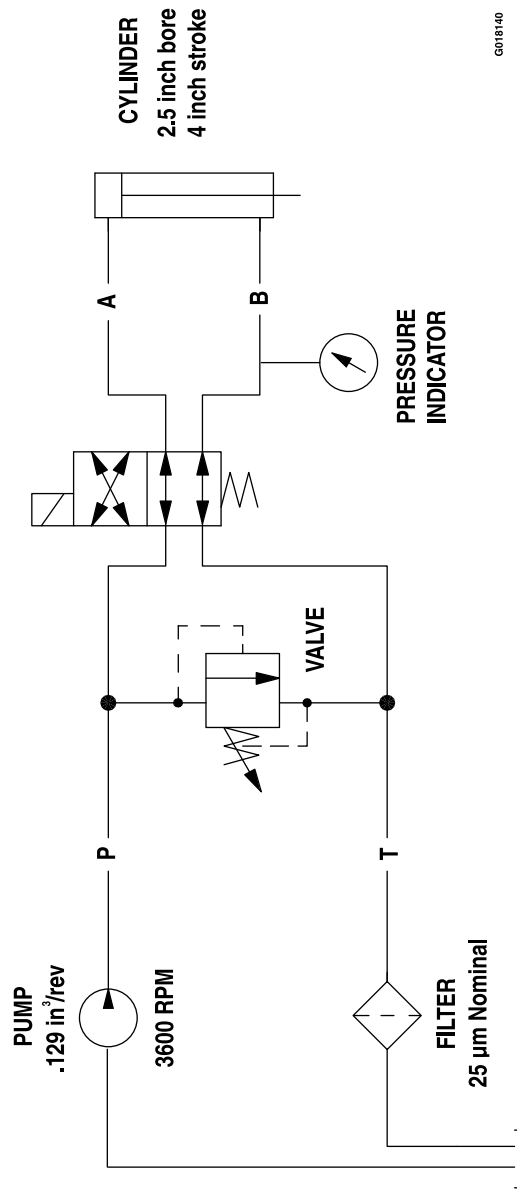 PUMP
.129 in³/rev
3600 RPM
P
VALVE
A
B
CYLINDER
2.5 inch bore
4 inch stroke
PRESSURE
INDICATOR
T
FILTER
25 µm Nominal
G018140